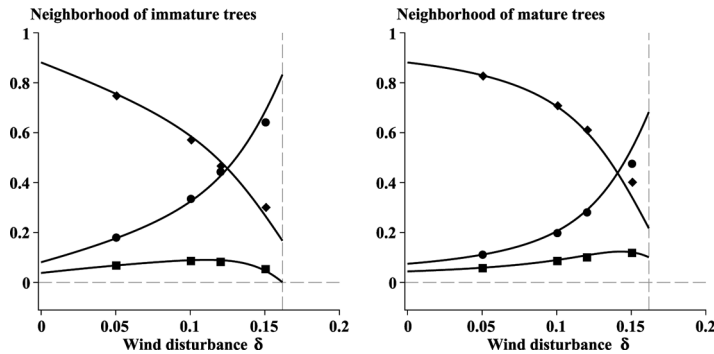 Neighborhood of immature trees
1
0.8
0.6
0.4
0.2
0
0 0.05 0.1 0.15 0.2
Wind disturbance δ
Neighborhood of mature trees
1
0.8
0.6
0.4
0.2
0
0 0.05 0.1 0.15 0.2
Wind disturbance δ